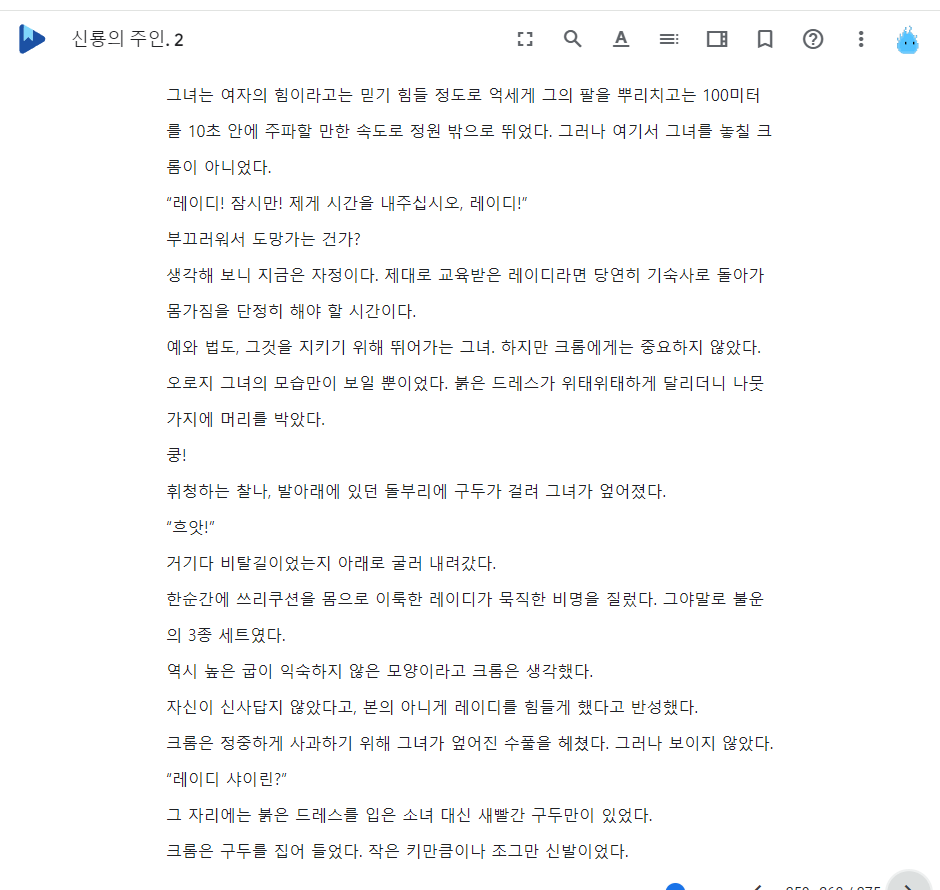 신룡의 주인. 2
그녀는 여자의 힘이라고는 믿기 힘들 정도로 억세게 그의 팔을 뿌리치고는 100미터
를 10초 안에 주파할 만한 속도로 정원 밖으로 뛰었다. 그러나 여기서 그녀를 놓칠 크
롬이 아니었다.
“레이디! 잠시만! 제게 시간을 내주십시오, 레이디!”
부끄러워서 도망가는 건가?
생각해 보니 지금은 자정이다. 제대로 교육받은 레이디라면 당연히 기숙사로 돌아가
몸가짐을 단정히 해야 할 시간이다.
예와 법도, 그것을 지키기 위해 뛰어가는 그녀. 하지만 크롬에게는 중요하지 않았다.
오로지 그녀의 모습만이 보일 뿐이었다. 붉은 드레스가 위태위태하게 달리더니 나뭇
가지에 머리를 박았다.
쿵!
휘청하는 찰나, 발아래에 있던 돌부리에 구두가 걸려 그녀가 엎어졌다.
“흐앗!”
거기다 비탈길이었는지 아래로 굴러 내려갔다.
한순간에 쓰리쿠션을 몸으로 이룩한 레이디가 묵직한 비명을 질렀다. 그야말로 불운
의 3종 세트였다.
역시 높은 굽이 익숙하지 않은 모양이라고 크롬은 생각했다.
자신이 신사답지 않았다고, 본의 아니게 레이디를 힘들게 했다고 반성했다.
크롬은 정중하게 사과하기 위해 그녀가 엎어진 수풀을 헤쳤다. 그러나 보이지 않았다.
“레이디 샤이린?”
그 자리에는 붉은 드레스를 입은 소녀 대신 새빨간 구두만이 있었다.
크롬은 구두를 집어 들었다. 작은 키만큼이나 조그만 신발이었다.